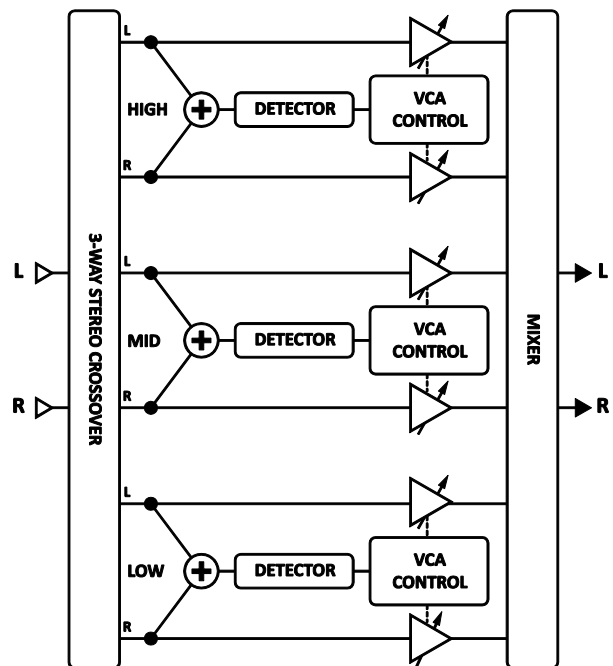 L
HIGH
DETECTOR
VCA
CONTROL
R
L
3-WAY STEREO CROSSOVER
L
MID
DETECTOR
VCA
CONTROL
MIXER
L
R
R
R
L
LOW
DETECTOR
VCA
CONTROL
R